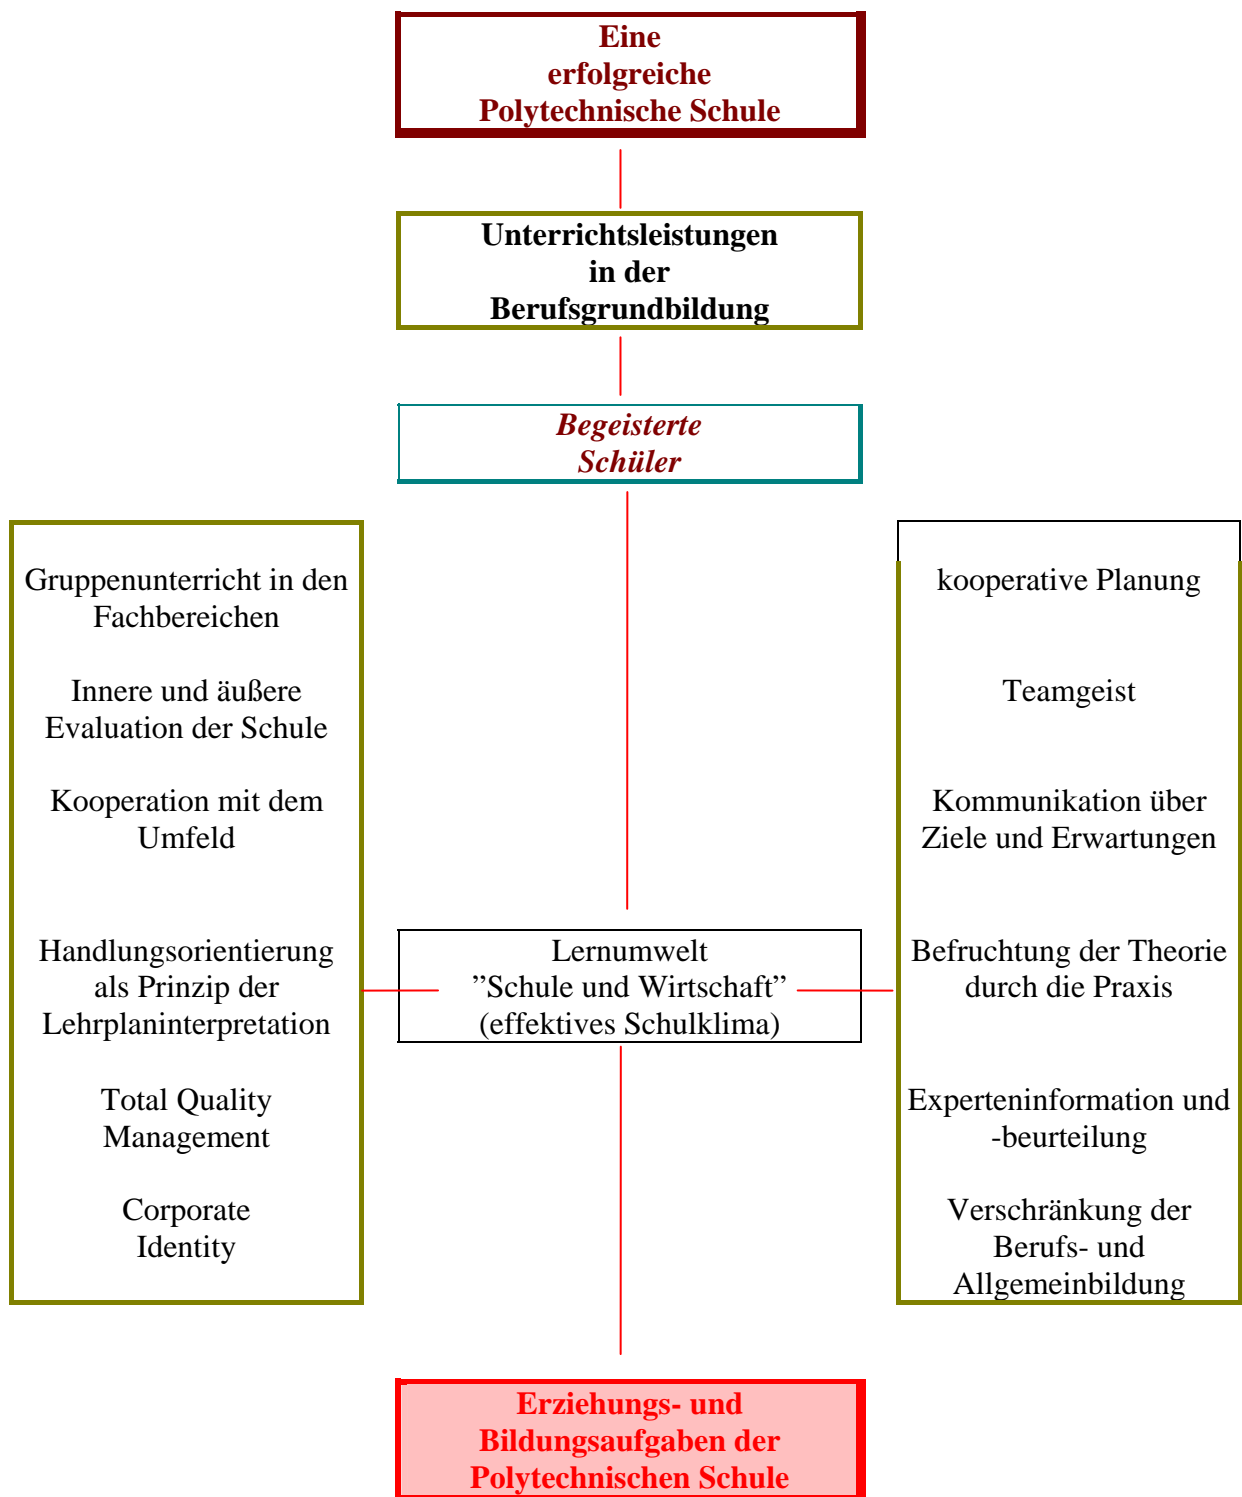 Eine
erfolgreiche
Polytechnische Schule
Unterrichtsleistungen
in der
Berufsgrundbildung
Begeisterte
Schüler
Gruppenunterricht in den
Fachbereichen
Innere und äußere
Evaluation der Schule
Kooperation mit dem
Umfeld
Handlungsorientierung
als Prinzip der
Lehrplaninterpretation
Total Quality
Management
Corporate
Identity
Lernumwelt
”Schule und Wirtschaft”
(effektives Schulklima)
kooperative Planung
Teamgeist
Kommunikation über
Ziele und Erwartungen
Befruchtung der Theorie
durch die Praxis
Experteninformation und
-beurteilung
Verschränkung der
Berufs- und
Allgemeinbildung
Erziehungs- und
Bildungsaufgaben der
Polytechnischen Schule